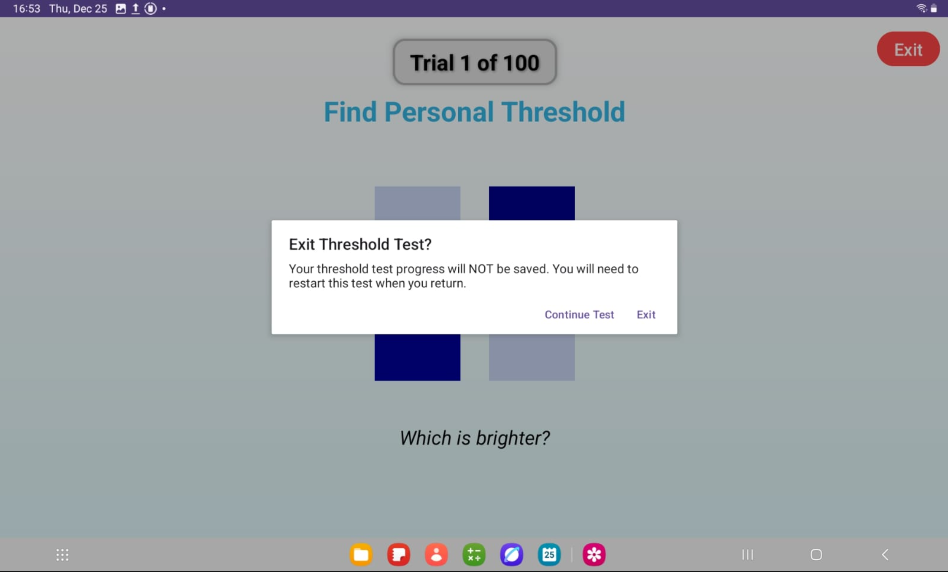 16:53 Thu, Dec 25
Exit
Trial 1 of 100
Find Personal Threshold
Exit Threshold Test?
Your threshold test progress will NOT be saved. You will need to
restart this test when you return.
Continue Test Exit
Which is brighter?
25